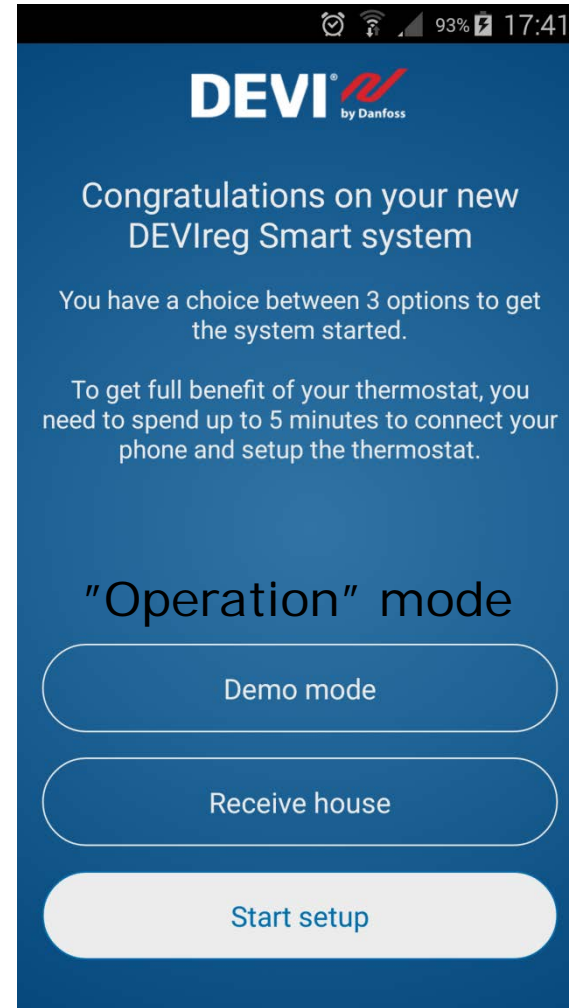 93% 17:41
DEVI®
by Danfoss
Congratulations on your new
DEVIreg Smart system
You have a choice between 3 options to get
the system started.
To get full benefit of your thermostat, you
need to spend up to 5 minutes to connect your
phone and setup the thermostat.
"Operation" mode
Demo mode
Receive house
Start setup